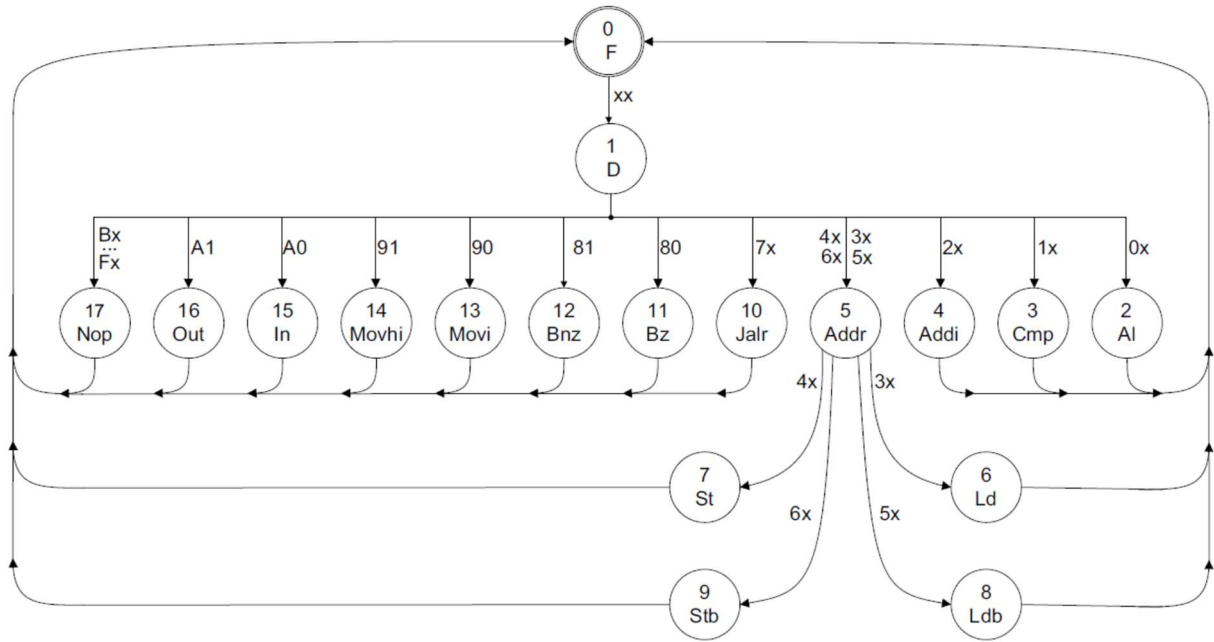 0
F
xx
1
D
Bx
...
Fx
A1
A0
91
90
81
80
7x
4x 3x
6x 5x
2x
1x
0x
17
Nop
16
Out
15
In
14
Movhi
13
Movi
12
Bnz
11
Bz
10
Jalr
5
Addr
4
Addi
3
Cmp
2
Al
4x
3x
7
St
6
Ld
6x
5x
9
Stb
8
Ldb